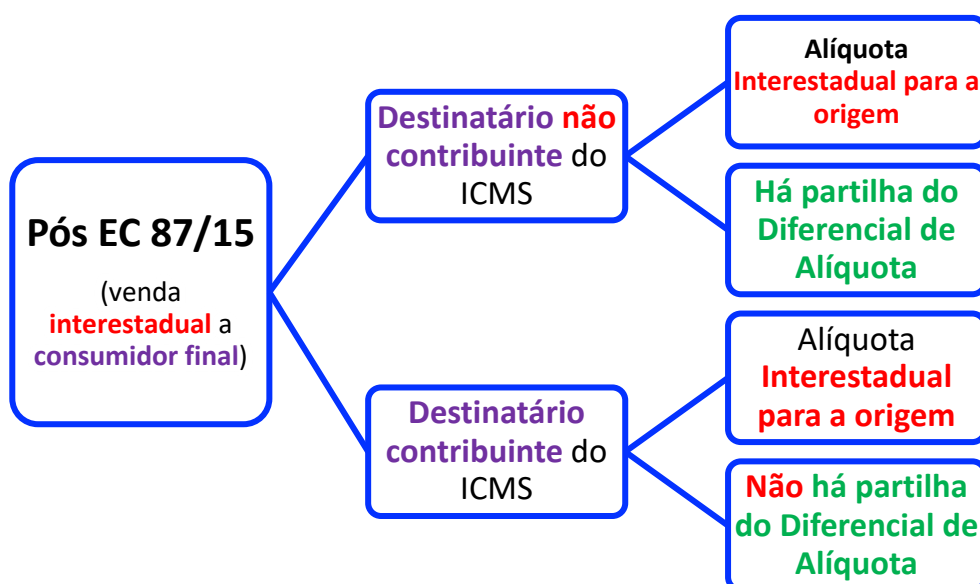 Pós EC 87/15
(venda
interestadual a
consumidor final)
Destinatário não
contribuinte do
ICMS
Alíquota
Interestadual para a
origem
Há partilha do
Diferencial de
Alíquota
Destinatário
contribuinte do
ICMS
Alíquota
Interestadual
para a origem
Não há partilha
do Diferencial de
Alíquota